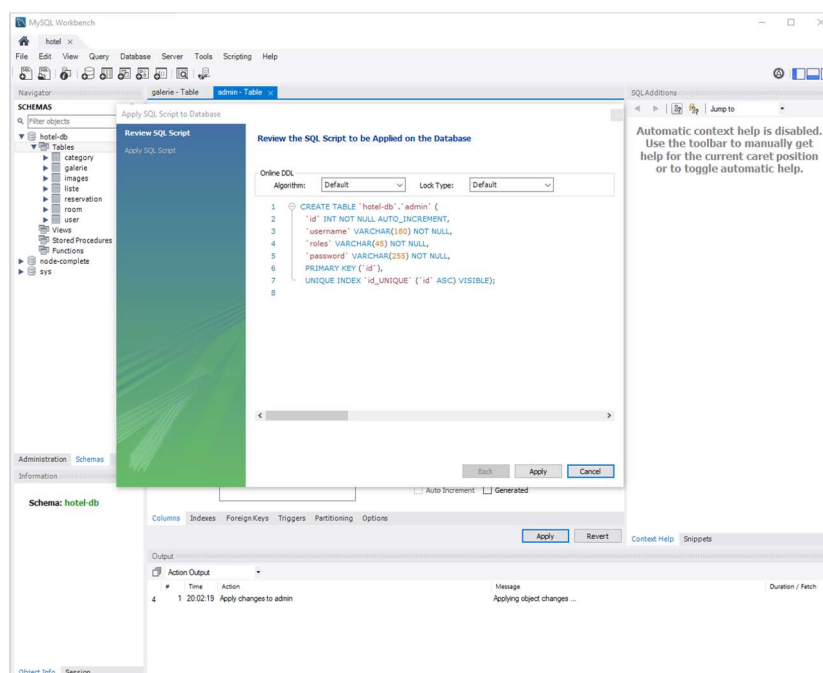 MySQL Workbench
hotel ×
File Edit View Query Database Server Tools Scripting Help
Navigator
galerie - Table admin - Table ×
SQLAdditions
SCHEMAS
Filter objects
Jump to
hotel-db
Tables
category
galerie
images
liste
reservation
room
user
Views
Stored Procedures
Functions
node-complete
sys
Apply SQL Script to Database
Review SQL Script
Apply SQL Script
Review the SQL Script to be Applied on the Database
Online DDL
Algorithm: Default Lock Type: Default
1 CREATE TABLE `hotel-db`.`admin` (
2 `id` INT NOT NULL AUTO_INCREMENT,
3 `username` VARCHAR(180) NOT NULL,
4 `roles` VARCHAR(45) NOT NULL,
5 `password` VARCHAR(255) NOT NULL,
6 PRIMARY KEY (`id`),
7 UNIQUE INDEX `id_UNIQUE` (`id` ASC) VISIBLE);
8
Back Apply Cancel
Automatic context help is disabled.
Use the toolbar to manually get
help for the current caret position
or to toggle automatic help.
Administration Schemas
Information
Schema: hotel-db
Auto Increment Generated
Columns Indexes Foreign Keys Triggers Partitioning Options
Apply Revert
Context Help Snippets
Output
Action Output
# Time Action Message Duration / Fetch
4 1 20:02:19 Apply changes to admin Applying object changes ...
Object Info Session